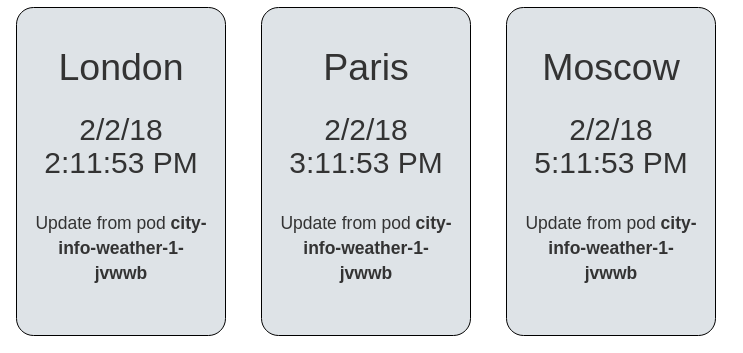 London
2/2/18
2:11:53 PM
Update from pod city-
info-weather-1-
jvwwb
Paris
2/2/18
3:11:53 PM
Update from pod city-
info-weather-1-
jvwwb
Moscow
2/2/18
5:11:53 PM
Update from pod city-
info-weather-1-
jvwwb